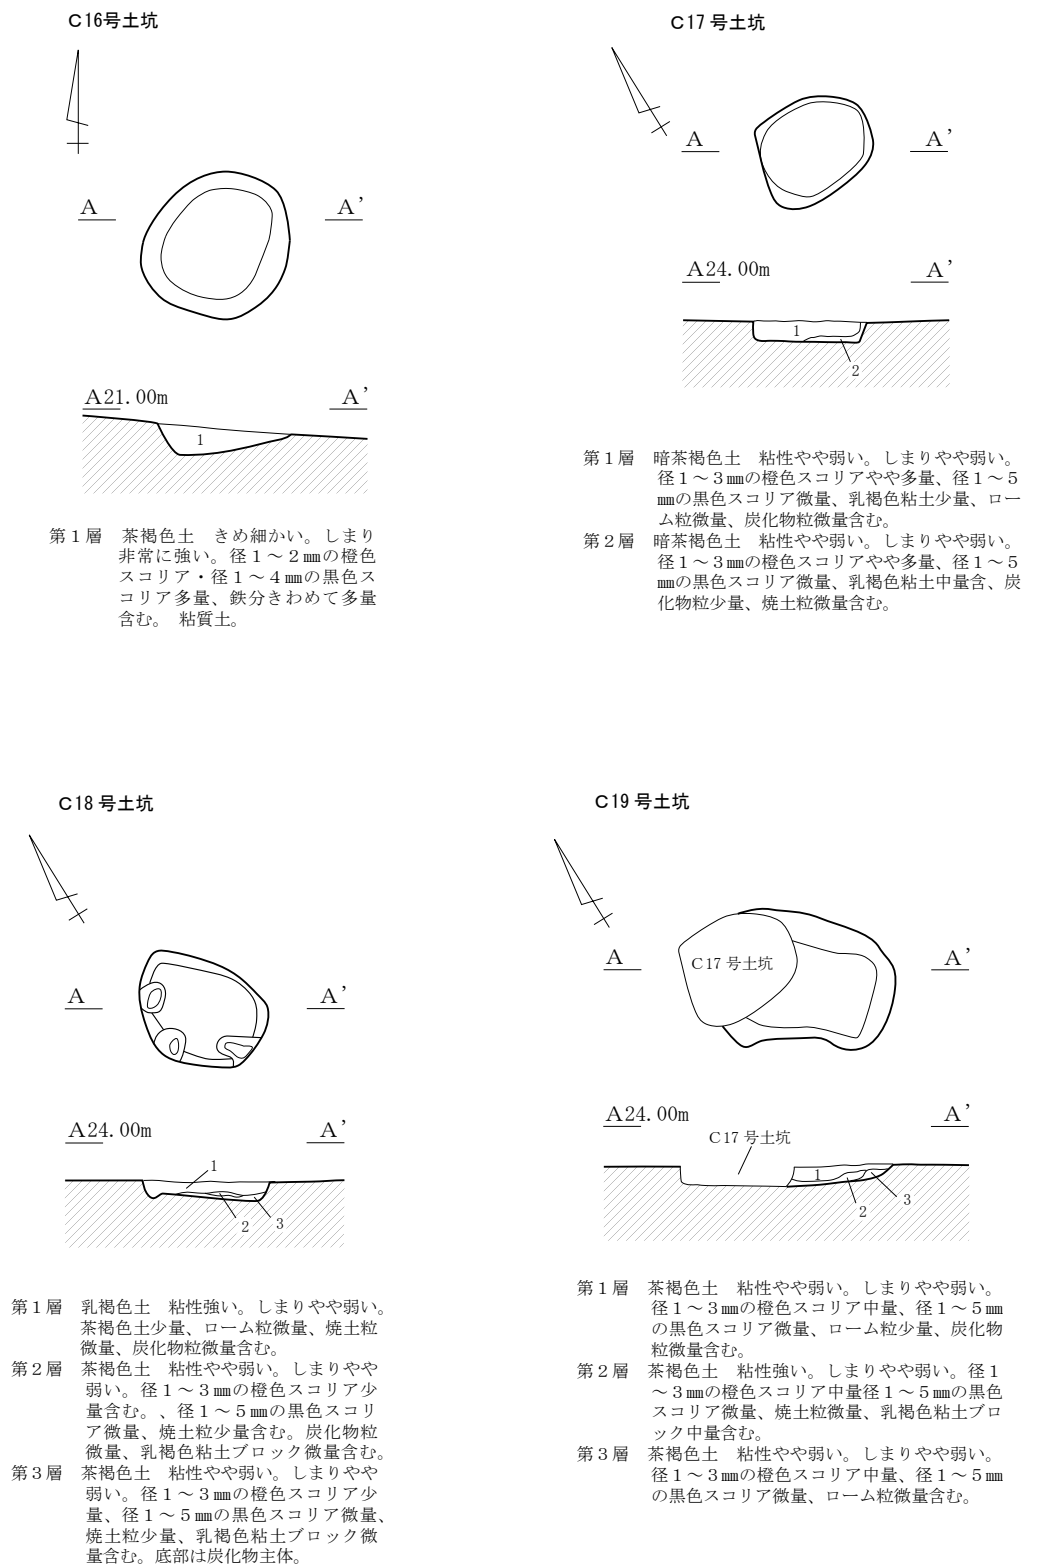 C16号土坑
A
A'
A21.00m
A'
1
第１層　茶褐色土　きめ細かい。しまり
非常に強い。径１～２㎜の橙色
スコリア・径１～４㎜の黒色ス
コリア多量、鉄分きわめて多量
含む。　粘質土。
C17号土坑
A
A'
A24.00m
A'
1
2
第１層　暗茶褐色土　粘性やや弱い。しまりやや弱い。
径１～３㎜の橙色スコリアやや多量、径１～５
㎜の黒色スコリア微量、乳褐色粘土少量、ロー
ム粒微量、炭化物粒微量含む。
第２層　暗茶褐色土　粘性やや弱い。しまりやや弱い。
径１～３㎜の橙色スコリアやや多量、径１～５
㎜の黒色スコリア微量、乳褐色粘土中量含、炭
化物粒少量、焼土粒微量含む。
C18号土坑
A
A'
A24.00m
A'
1
2
3
第１層　乳褐色土　粘性強い。しまりやや弱い。
茶褐色土少量、ローム粒微量、焼土粒
微量、炭化物粒微量含む。
第２層　茶褐色土　粘性やや弱い。しまりやや
弱い。径１～３㎜の橙色スコリア少
量含む。、径１～５㎜の黒色スコリ
ア微量、焼土粒少量含む。炭化物粒
微量、乳褐色粘土ブロック微量含む。
第３層　茶褐色土　粘性やや弱い。しまりやや
弱い。径１～３㎜の橙色スコリア少
量、径１～５㎜の黒色スコリア微量、
焼土粒少量、乳褐色粘土ブロック微
量含む。底部は炭化物主体。
C19号土坑
A
C17号土坑
A'
A24.00m
A'
C17号土坑
1
2
3
第１層　茶褐色土　粘性やや弱い。しまりやや弱い。
径１～３㎜の橙色スコリア中量、径１～５㎜
の黒色スコリア微量、ローム粒少量、炭化物
粒微量含む。
第２層　茶褐色土　粘性強い。しまりやや弱い。径１
～３㎜の橙色スコリア中量径１～５㎜の黒色
スコリア微量、焼土粒微量、乳褐色粘土ブロ
ック中量含む。
第３層　茶褐色土　粘性やや弱い。しまりやや弱い。
径１～３㎜の橙色スコリア中量、径１～５㎜
の黒色スコリア微量、ローム粒微量含む。